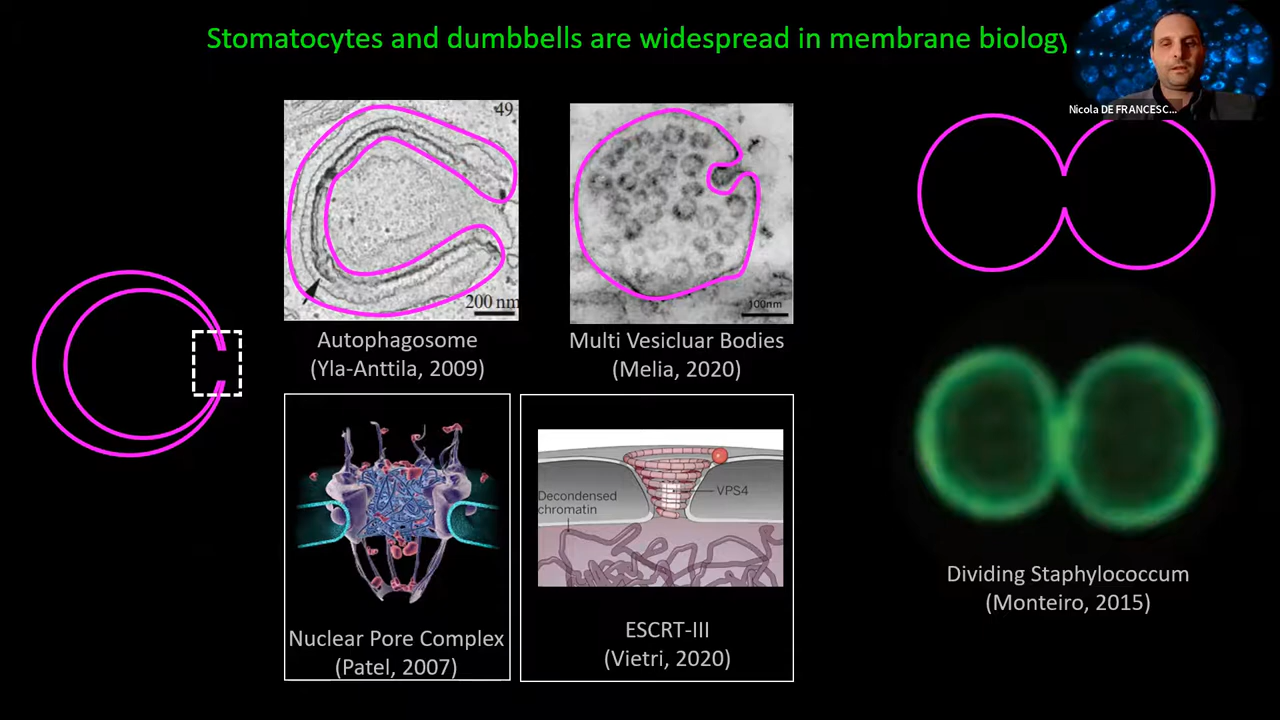 Stomatocytes and dumbbells are widespread in membrane biology
Nicola DE FRANCESC...
49
200 nm
Autophagosome
(Yla-Anttila, 2009)
100nm
Multi Vesicluar Bodies
(Melia, 2020)
Nuclear Pore Complex
(Patel, 2007)
Decondensed
chromatin
VPS4
ESCRT-III
(Vietri, 2020)
Dividing Staphylococcum
(Monteiro, 2015)